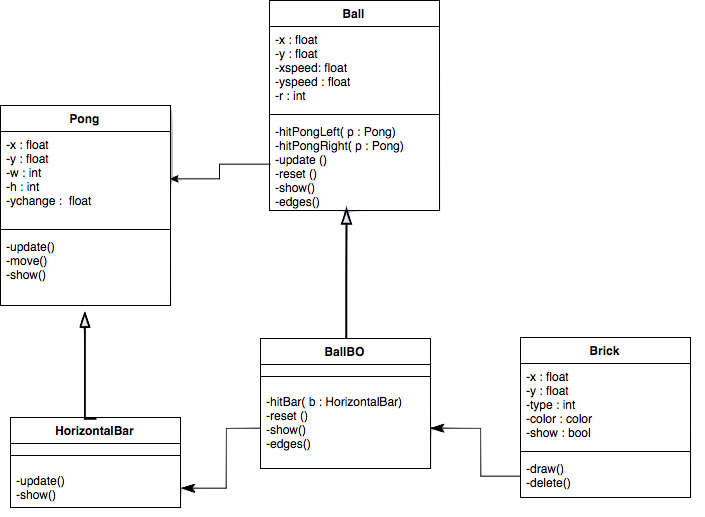 Ball
-x : float
-y : float
-xspeed: float
-yspeed : float
-r : int
-hitPongLeft( p : Pong)
-hitPongRight( p : Pong)
-update ()
-reset ()
-show()
-edges()
Pong
-x : float
-y : float
-w : int
-h : int
-ychange :  float
-update()
-move()
-show()
BallBO
-hitBar( b : HorizontalBar)
-reset ()
-show()
-edges()
Brick
-x : float
-y : float
-type : int
-color : color
-show : bool
-draw()
-delete()
HorizontalBar
-update()
-show()